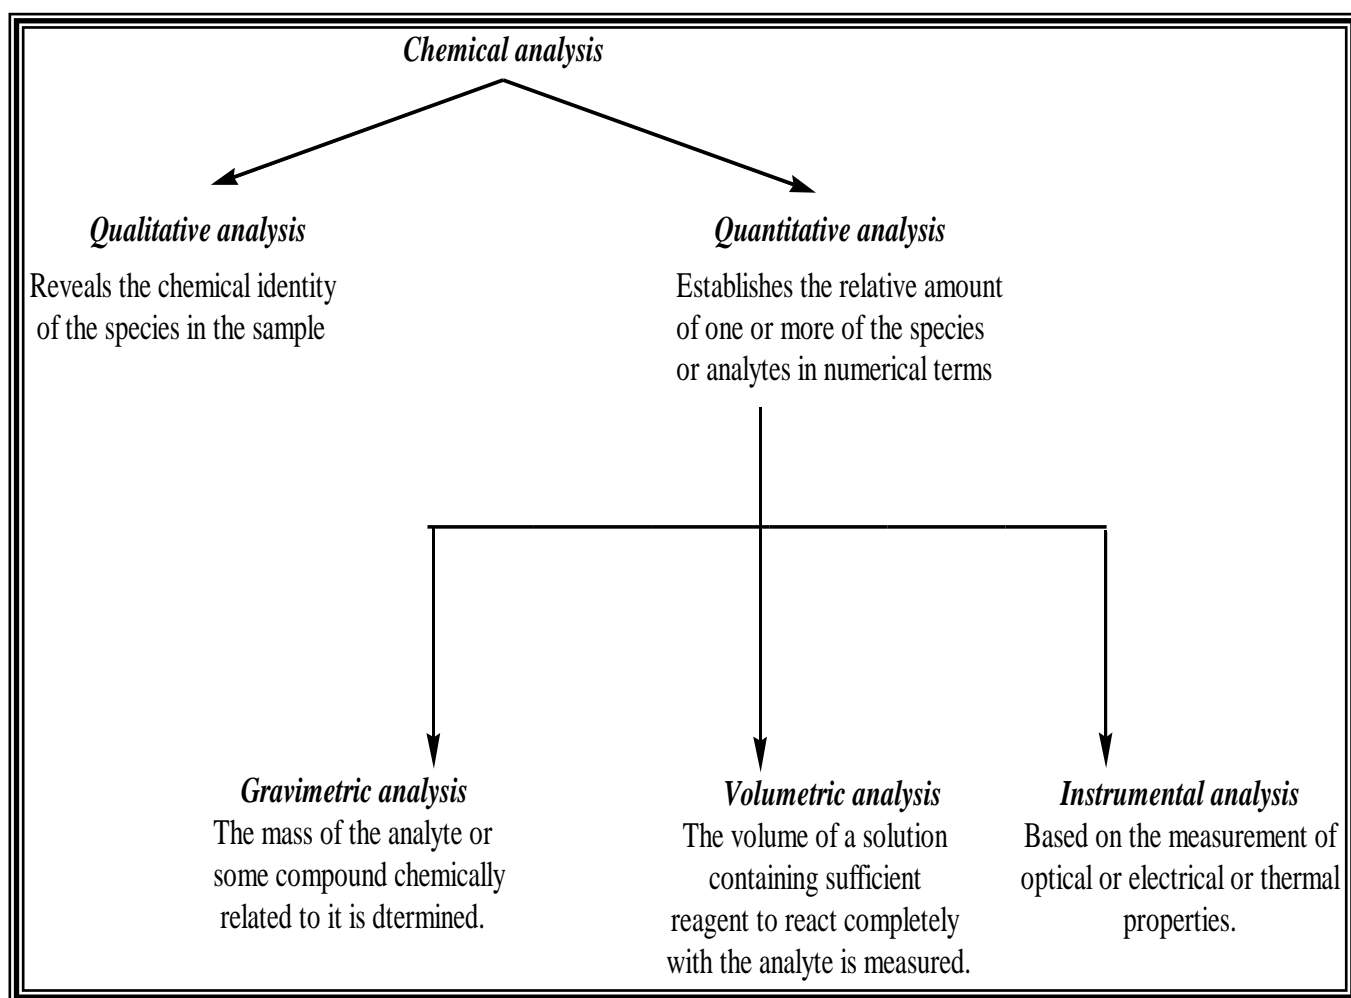 Chemical analysis
Qualitative analysis
Reveals the chemical identity
of the species in the sample
Quantitative analysis
Establishes the relative amount
of one or more of the species
or analytes in numerical terms
Gravimetric analysis
The mass of the analyte or
some compound chemically
related to it is dtermined.
Volumetric analysis
The volume of a solution
containing sufficient
reagent to react completely
with the analyte is measured.
Instrumental analysis
Based on the measurement of
optical or electrical or thermal
properties.